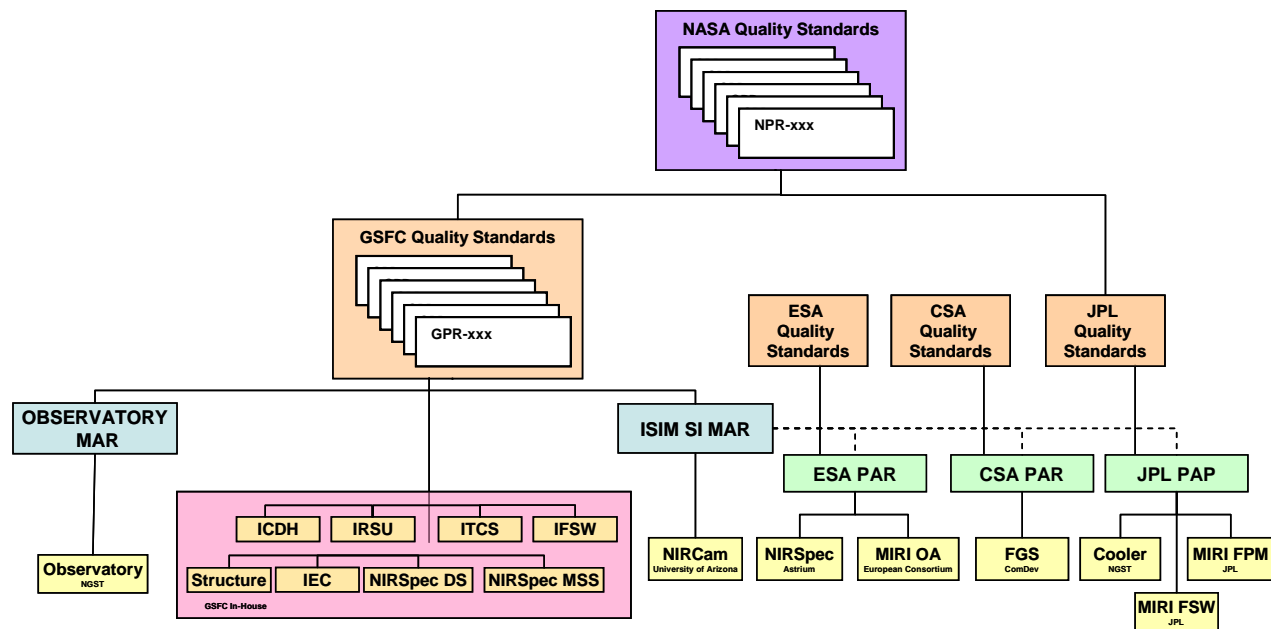 NASA Quality Standards
NPR-xxx
GSFC Quality Standards
GPR-xxx
ESA
Quality
Standards
CSA
Quality
Standards
JPL
Quality
Standards
OBSERVATORY
MAR
ISIM SI MAR
ESA PAR
CSA PAR
JPL PAP
ICDH
IRSU
ITCS
IFSW
Structure
IEC
NIRSpec DS
NIRSpec MSS
GSFC In-House
Observatory
NGST
NIRCam
University of Arizona
NIRSpec
Astrium
MIRI OA
European Consortium
FGS
ComDev
Cooler
NGST
MIRI FPM
JPL
MIRI FSW
JPL